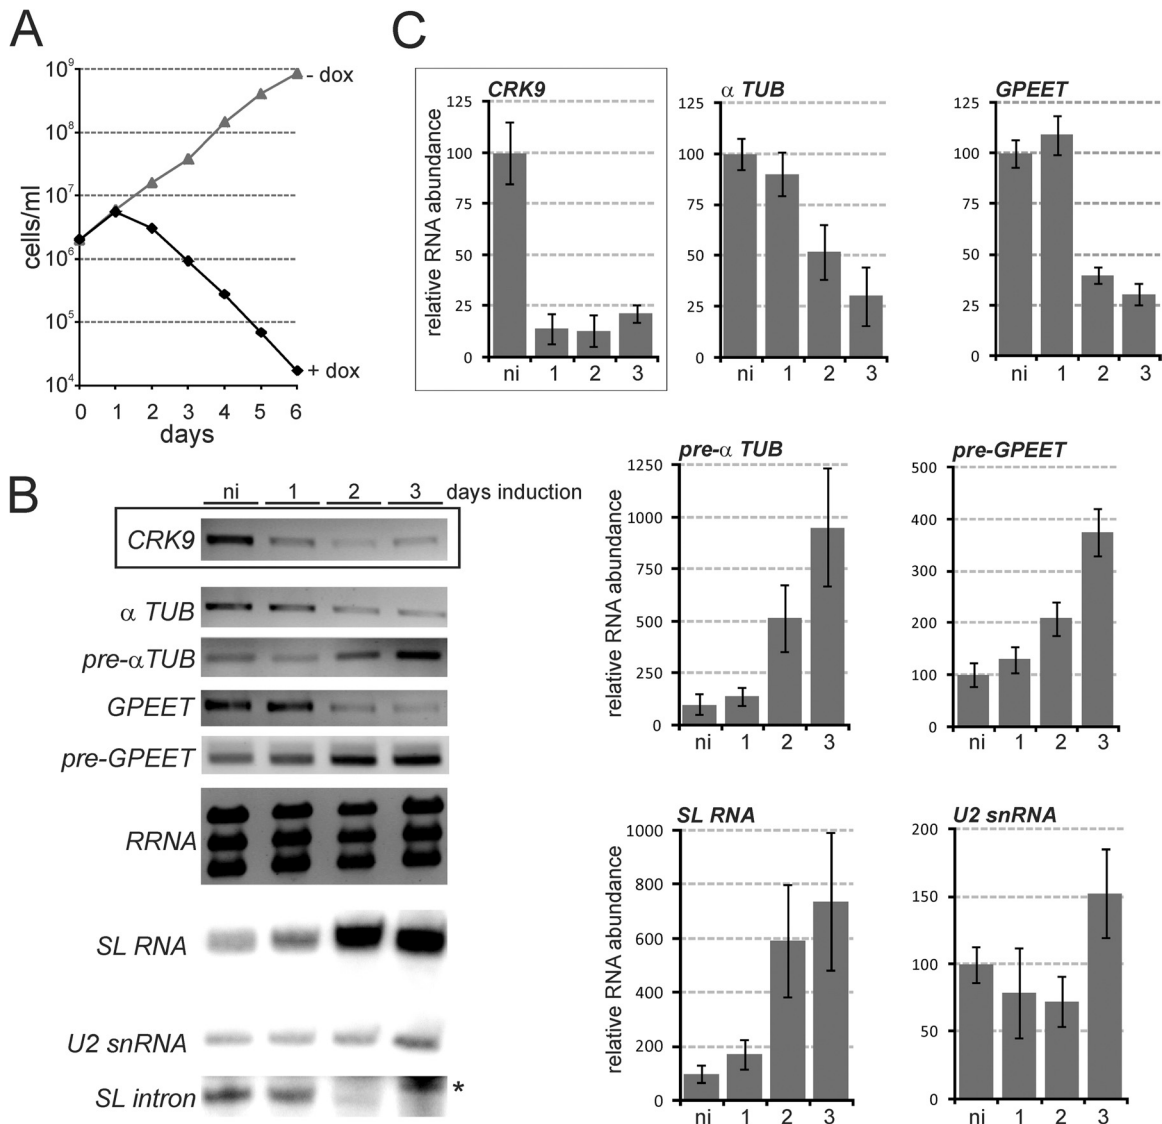 A
10⁹
10⁸
10⁷
10⁶
10⁵
10⁴
cells/ml
- dox
+ dox
0 1 2 3 4 5 6
days
B
ni 1 2 3 days induction
CRK9
α TUB
pre-αTUB
GPEET
pre-GPEET
RRNA
SL RNA
U2 snRNA
SL intron *
C
CRK9
relative RNA abundance
125
100
75
50
25
0
ni 1 2 3
α TUB
125
100
75
50
25
0
ni 1 2 3
GPEET
125
100
75
50
25
0
ni 1 2 3
pre-α TUB
relative RNA abundance
1250
1000
750
500
250
0
ni 1 2 3
pre-GPEET
500
400
300
200
100
0
ni 1 2 3
SL RNA
relative RNA abundance
1000
800
600
400
200
0
ni 1 2 3
U2 snRNA
200
150
100
50
0
ni 1 2 3